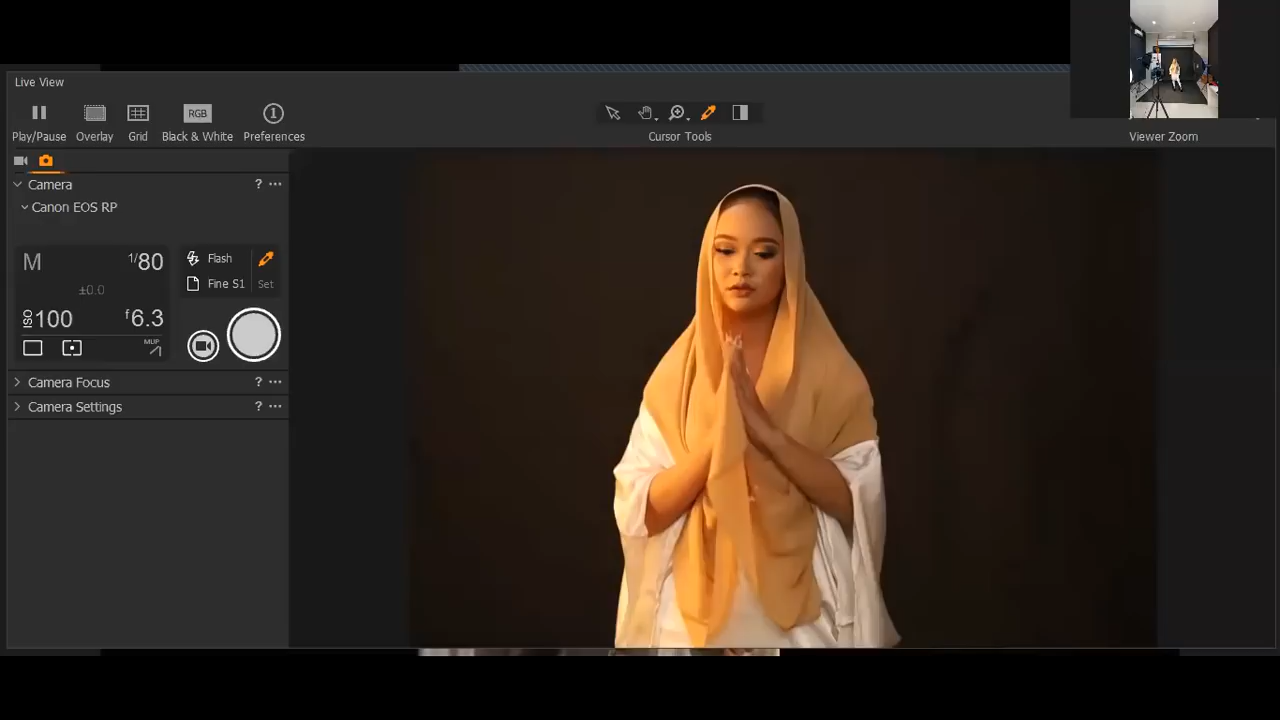 Live View
Play/Pause Overlay Grid RGB Black & White Preferences
Cursor Tools
Viewer Zoom
Camera ? ...
Canon EOS RP
M 1/80
±0.0
ISO 100 f6.3
MUP
Flash
Fine S1 Set
Camera Focus ? ...
Camera Settings ? ...